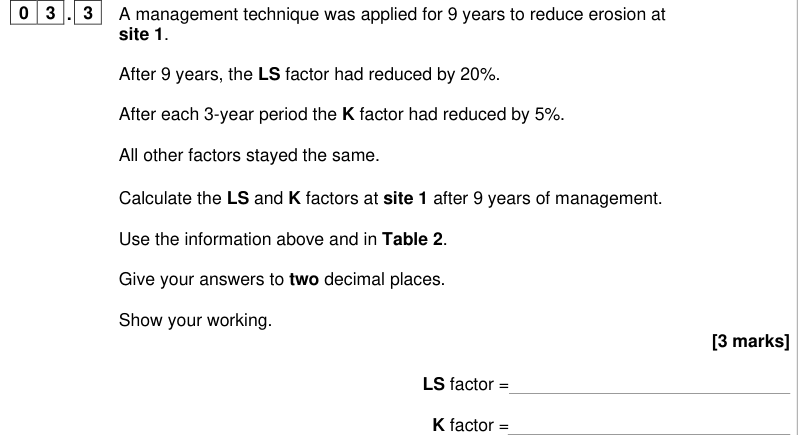 0 3 . 3 A management technique was applied for 9 years to reduce erosion at
site 1.
After 9 years, the LS factor had reduced by 20%.
After each 3-year period the K factor had reduced by 5%.
All other factors stayed the same.
Calculate the LS and K factors at site 1 after 9 years of management.
Use the information above and in Table 2.
Give your answers to two decimal places.
Show your working.
[3 marks]
LS factor =
K factor =